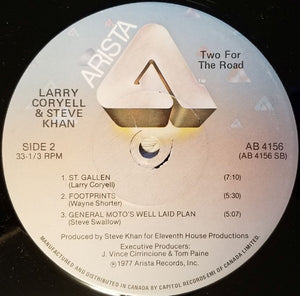 ARISTA
Two For
The Road
LARRY
CORYELL
& STEVE
KHAN
SIDE 2
33-1/3 RPM
AB 4156
(AB 4156 SB)
1. ST. GALLEN (7:10)
(Larry Coryell)
2. FOOTPRINTS (5:30)
(Wayne Shorter)
3. GENERAL MOTO'S WELL LAID PLAN (5:07)
(Steve Swallow)
Produced by Steve Khan for Eleventh House Productions
Executive Producers:
J. Vince Cirrincione & Tom Paine
℗1977 Arista Records, Inc.
MANUFACTURED AND DISTRIBUTED IN CANADA BY CAPITOL RECORDS-EMI OF CANADA LIMITED.